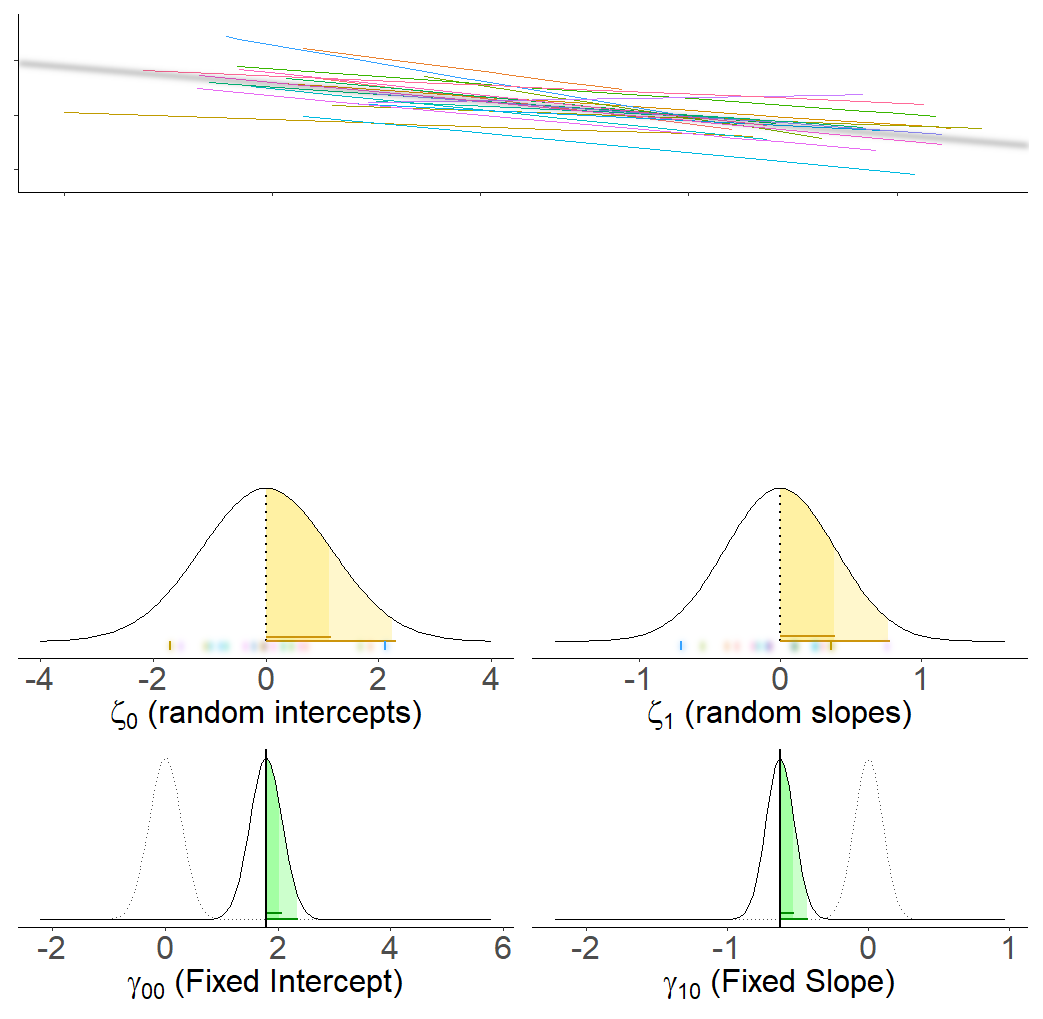 -4 -2 0 2 4
-1 0 1
ζ0 (random intercepts)
ζ1 (random slopes)
-2 0 2 4 6
-2 -1 0 1
γ00 (Fixed Intercept)
γ10 (Fixed Slope)